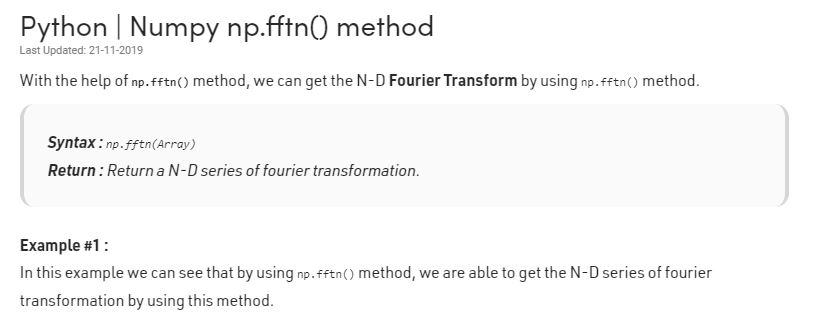 Python | Numpy np.fftn() method
Last Updated: 21-11-2019
With the help of np.fftn() method, we can get the N-D Fourier Transform by using np.fftn() method.
Syntax : np.fftn(Array)
Return : Return a N-D series of fourier transformation.
Example #1 :
In this example we can see that by using np.fftn() method, we are able to get the N-D series of fourier
transformation by using this method.